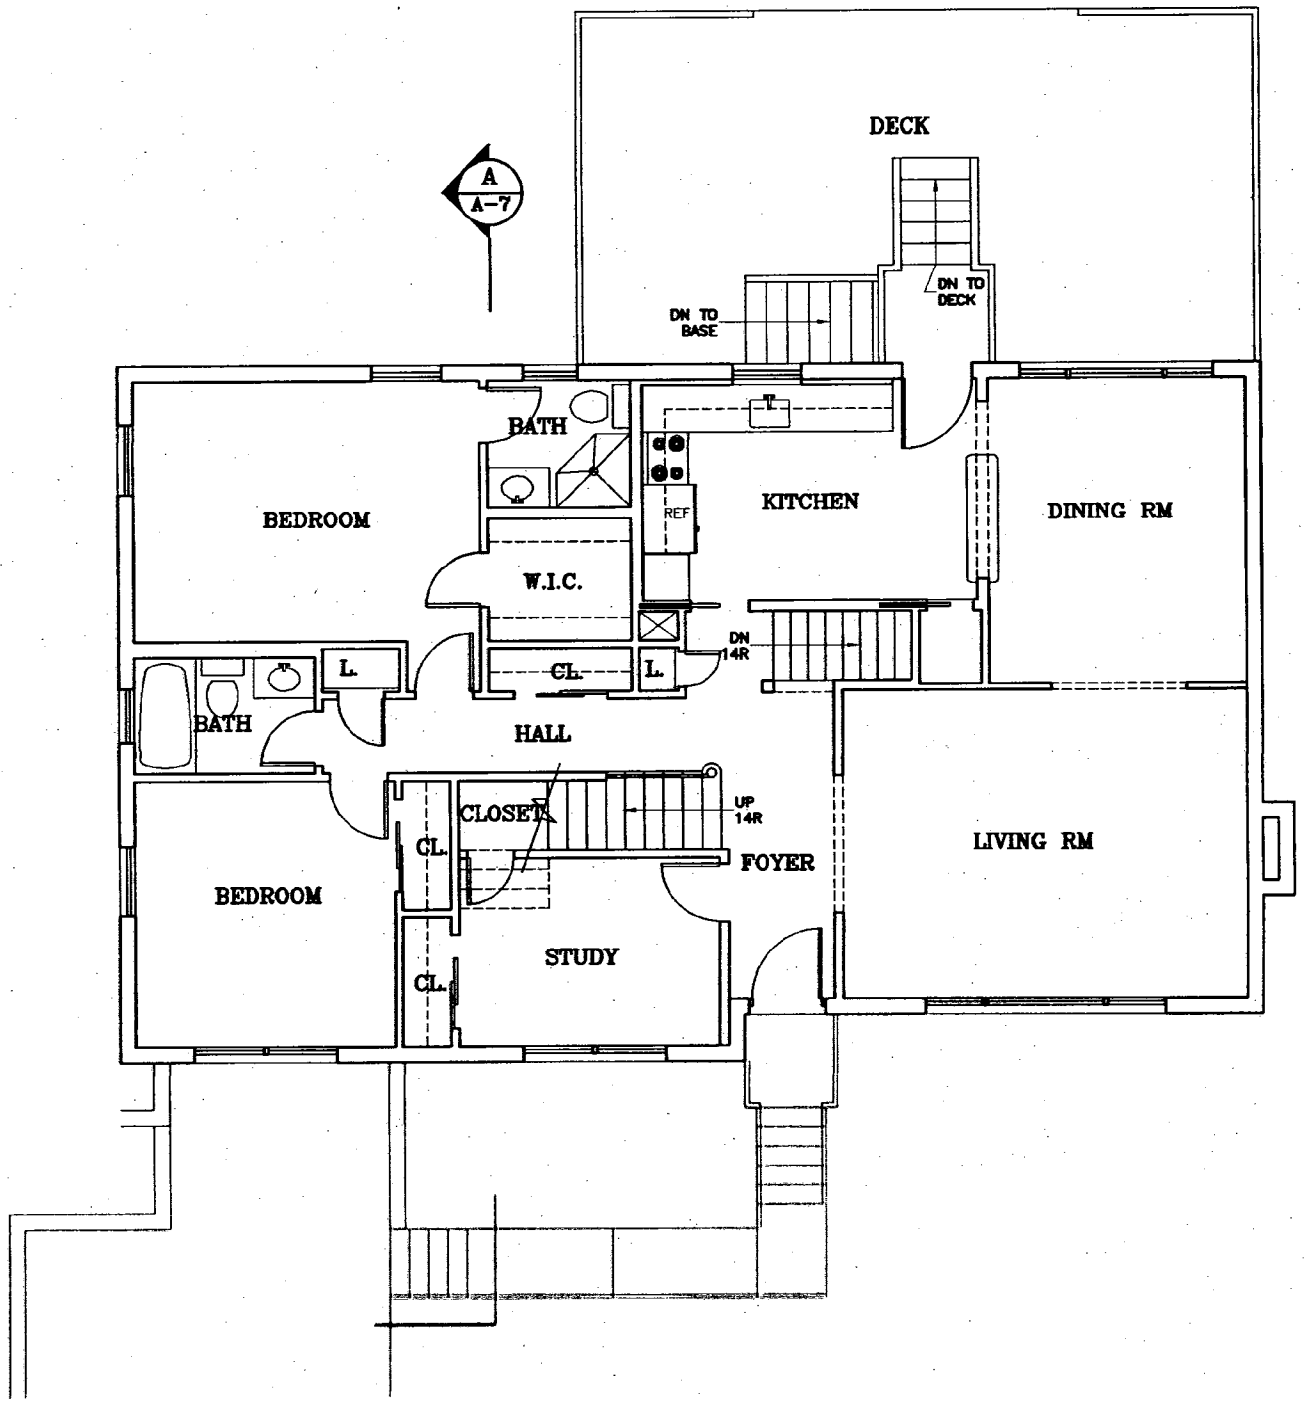 DECK
A
A-7
DN TO
DECK
DN TO
BASE
BATH
KITCHEN
DINING RM
BEDROOM
REF
W.I.C.
DN
14R
L.
CL.
L.
BATH
HALL
CLOSET
UP
14R
CL.
FOYER
LIVING RM
BEDROOM
STUDY
CL.